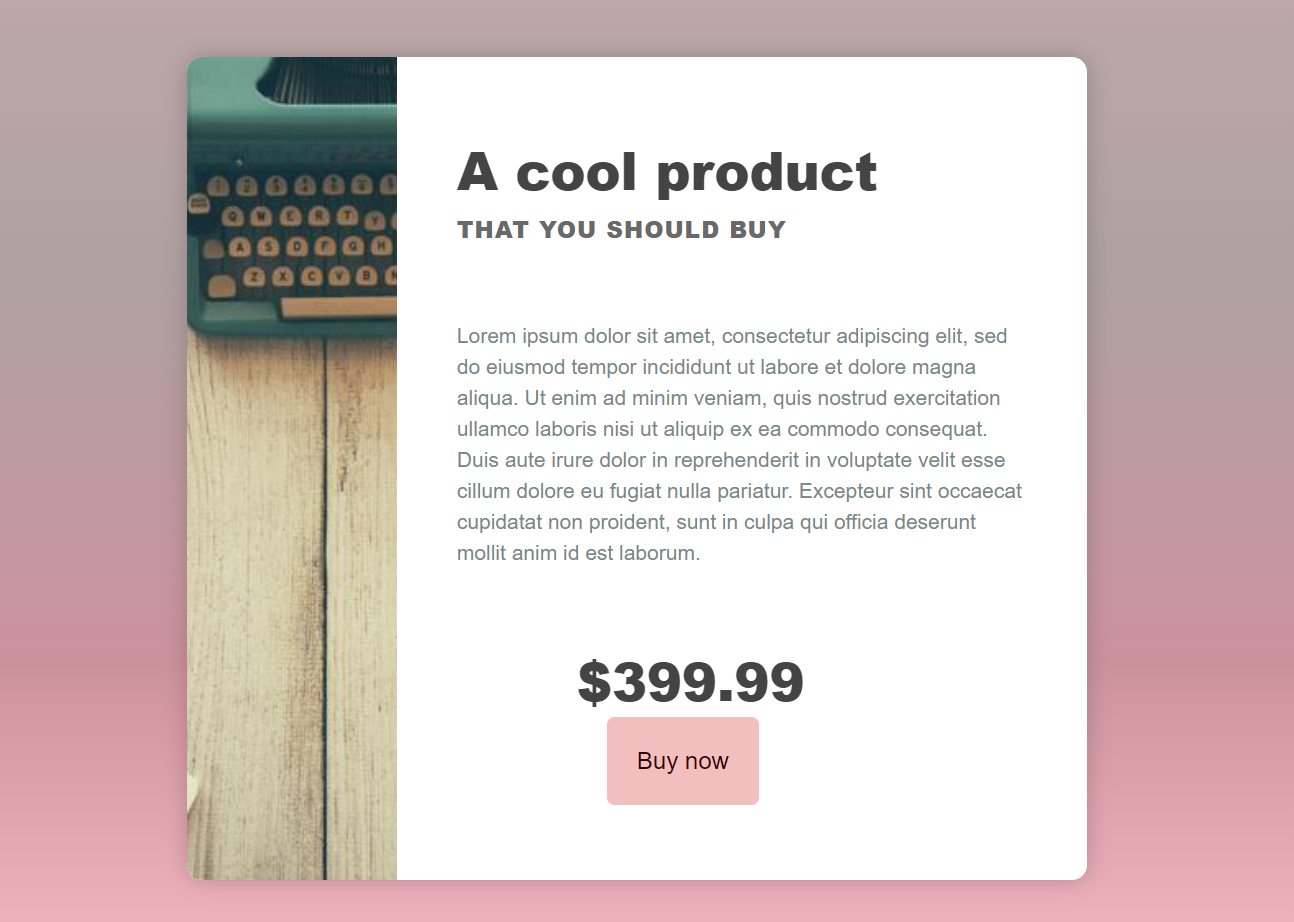 A cool product
THAT YOU SHOULD BUY
Lorem ipsum dolor sit amet, consectetur adipiscing elit, sed
do eiusmod tempor incididunt ut labore et dolore magna
aliqua. Ut enim ad minim veniam, quis nostrud exercitation
ullamco laboris nisi ut aliquip ex ea commodo consequat.
Duis aute irure dolor in reprehenderit in voluptate velit esse
cillum dolore eu fugiat nulla pariatur. Excepteur sint occaecat
cupidatat non proident, sunt in culpa qui officia deserunt
mollit anim id est laborum.
$399.99
Buy now
Q W E R T Y
A S D F G H
Z X C V B N